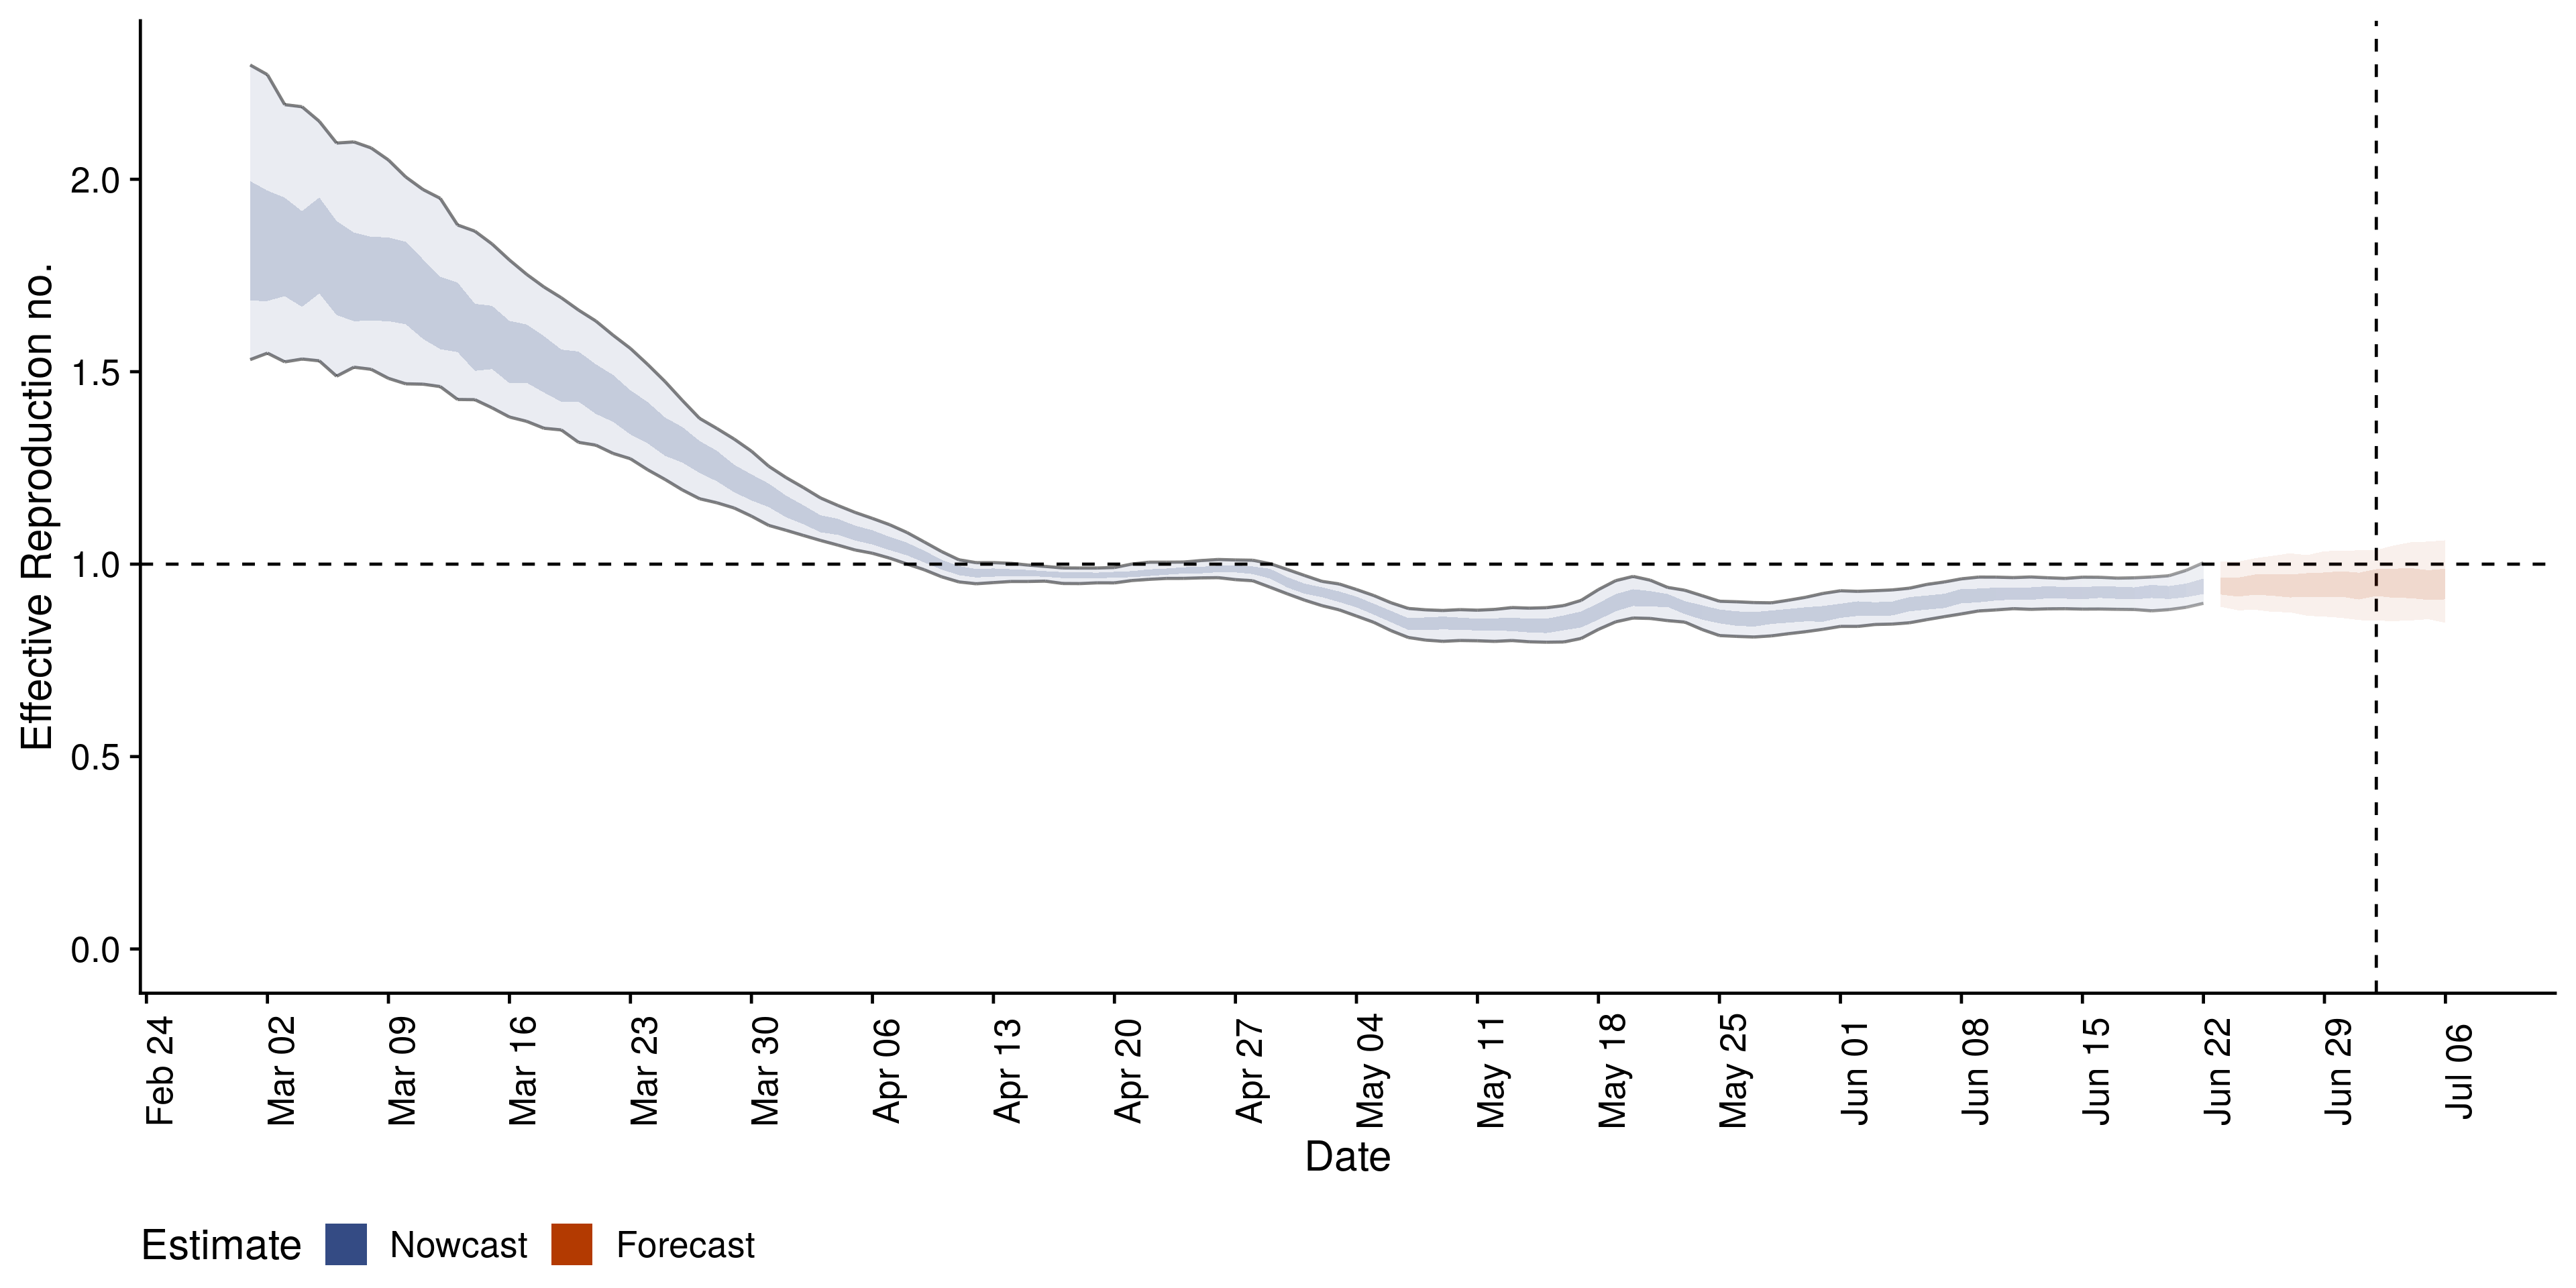 Effective Reproduction no.
2.0
1.5
1.0
0.5
0.0
Feb 24
Mar 02
Mar 09
Mar 16
Mar 23
Mar 30
Apr 06
Apr 13
Apr 20
Apr 27
May 04
May 11
May 18
May 25
Jun 01
Jun 08
Jun 15
Jun 22
Jun 29
Jul 06
Date
Estimate Nowcast Forecast